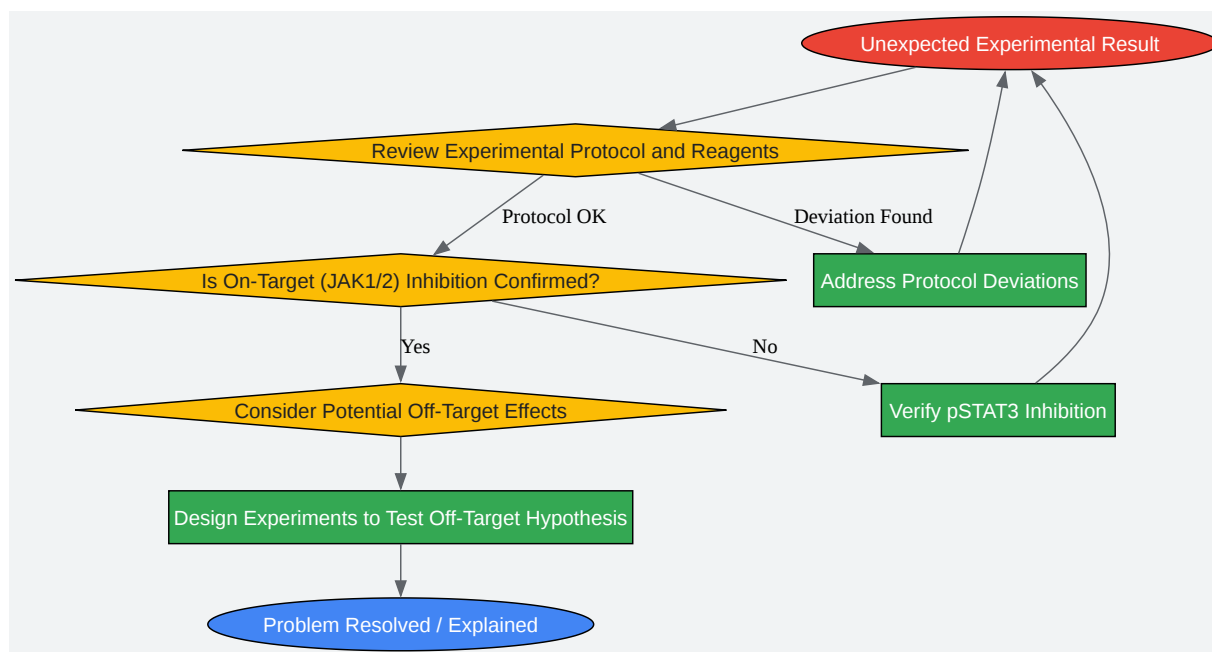 Unexpected Experimental Result
Review Experimental Protocol and Reagents
Protocol OK
Deviation Found
Is On-Target (JAK1/2) Inhibition Confirmed?
Address Protocol Deviations
Yes
No
Consider Potential Off-Target Effects
Verify pSTAT3 Inhibition
Design Experiments to Test Off-Target Hypothesis
Problem Resolved / Explained